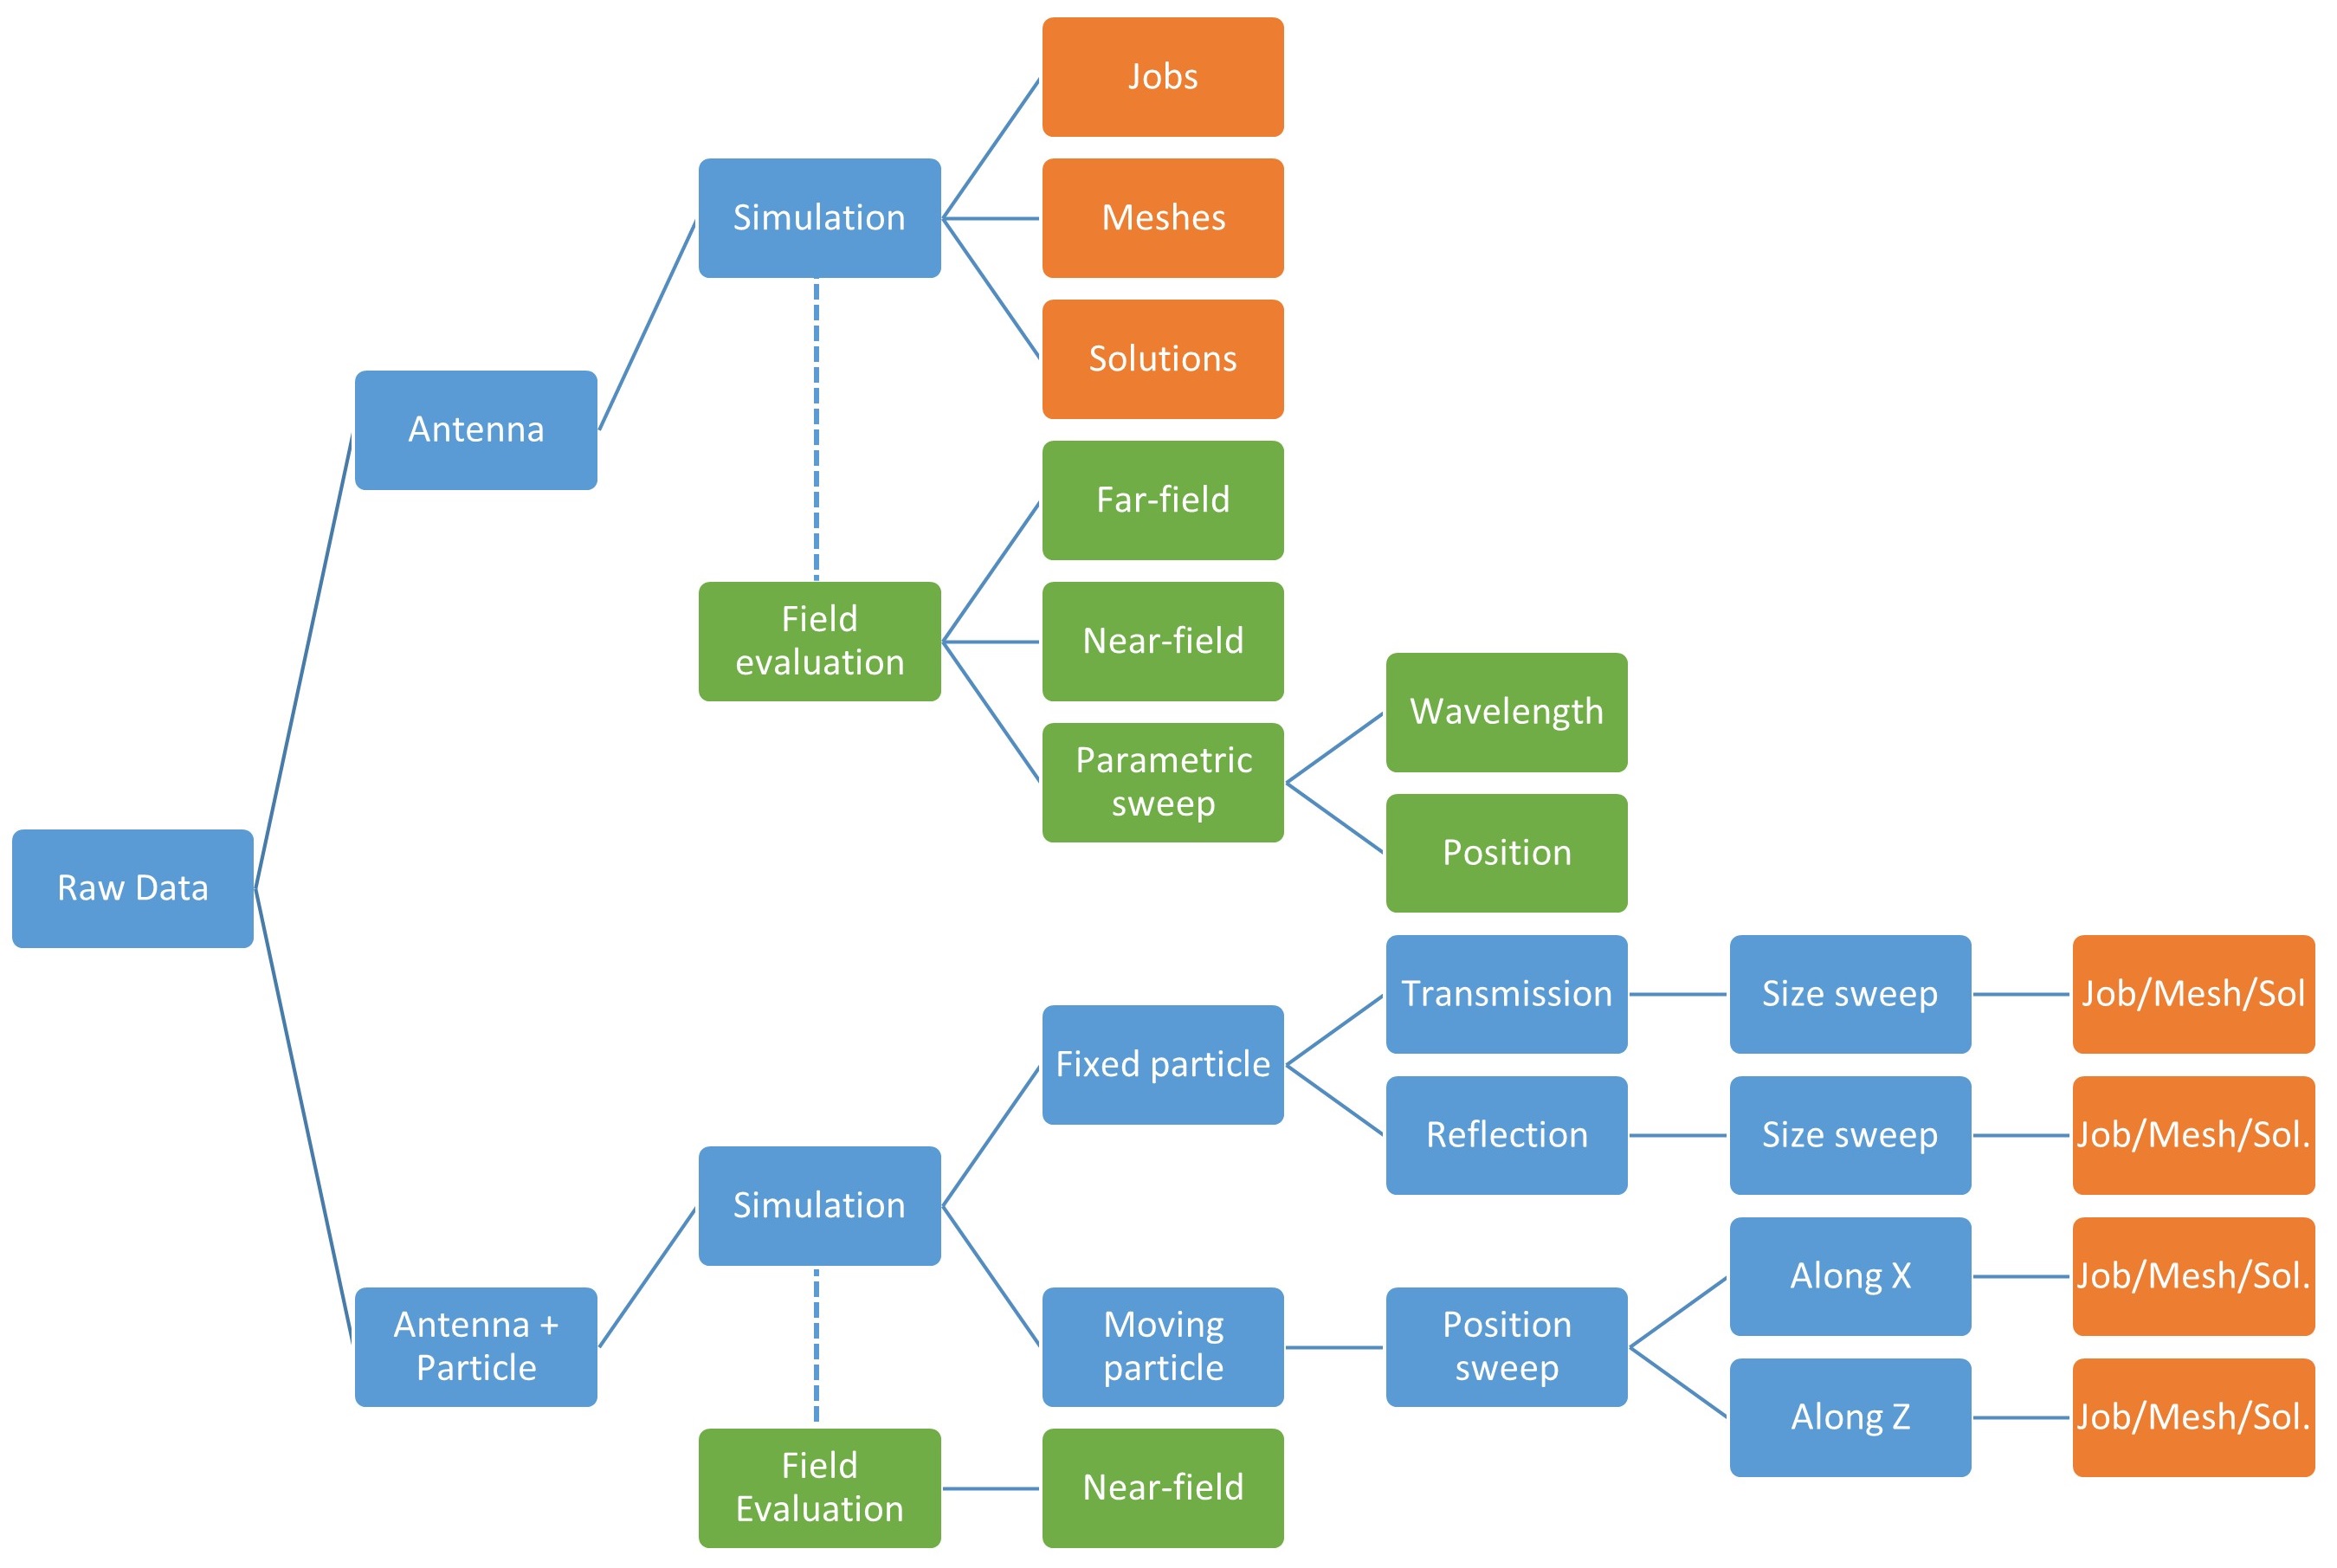 Jobs
Simulation
Meshes
Solutions
Antenna
Far-field
Field
evaluation
Near-field
Parametric
sweep
Wavelength
Position
Raw Data
Transmission
Size sweep
Job/Mesh/Sol
Fixed particle
Reflection
Size sweep
Job/Mesh/Sol.
Simulation
Along X
Job/Mesh/Sol.
Antenna +
Particle
Moving
particle
Position
sweep
Along Z
Job/Mesh/Sol.
Field
Evaluation
Near-field